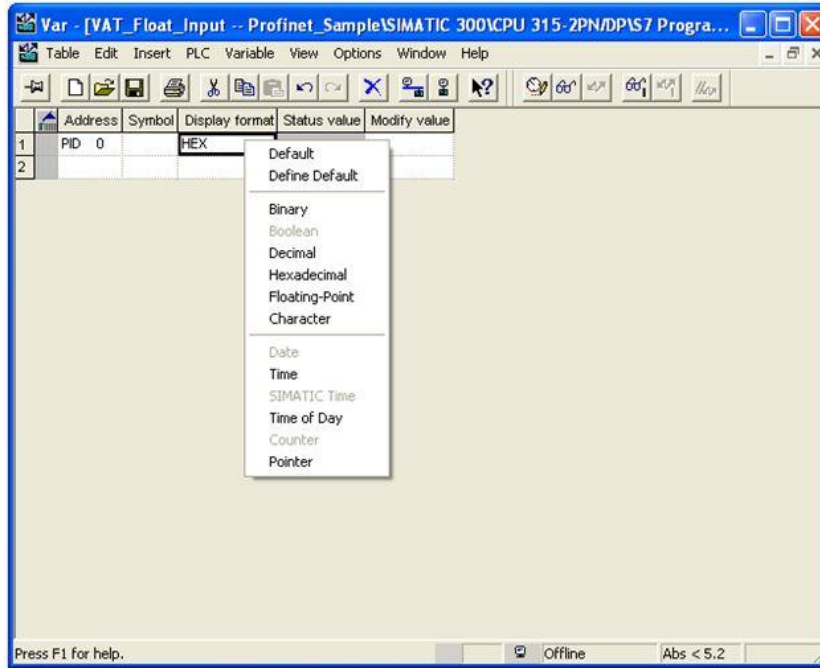 Var - [VAT_Float_Input -- Profinet_Sample\SIMATIC 300\CPU 315-2PN/DP\S7 Progra...
Table Edit Insert PLC Variable View Options Window Help
Address Symbol Display format Status value Modify value
1 PID 0 HEX
2
Default
Define Default
Binary
Boolean
Decimal
Hexadecimal
Floating-Point
Character
Date
Time
SIMATIC Time
Time of Day
Counter
Pointer
Press F1 for help. Offline Abs < 5.2